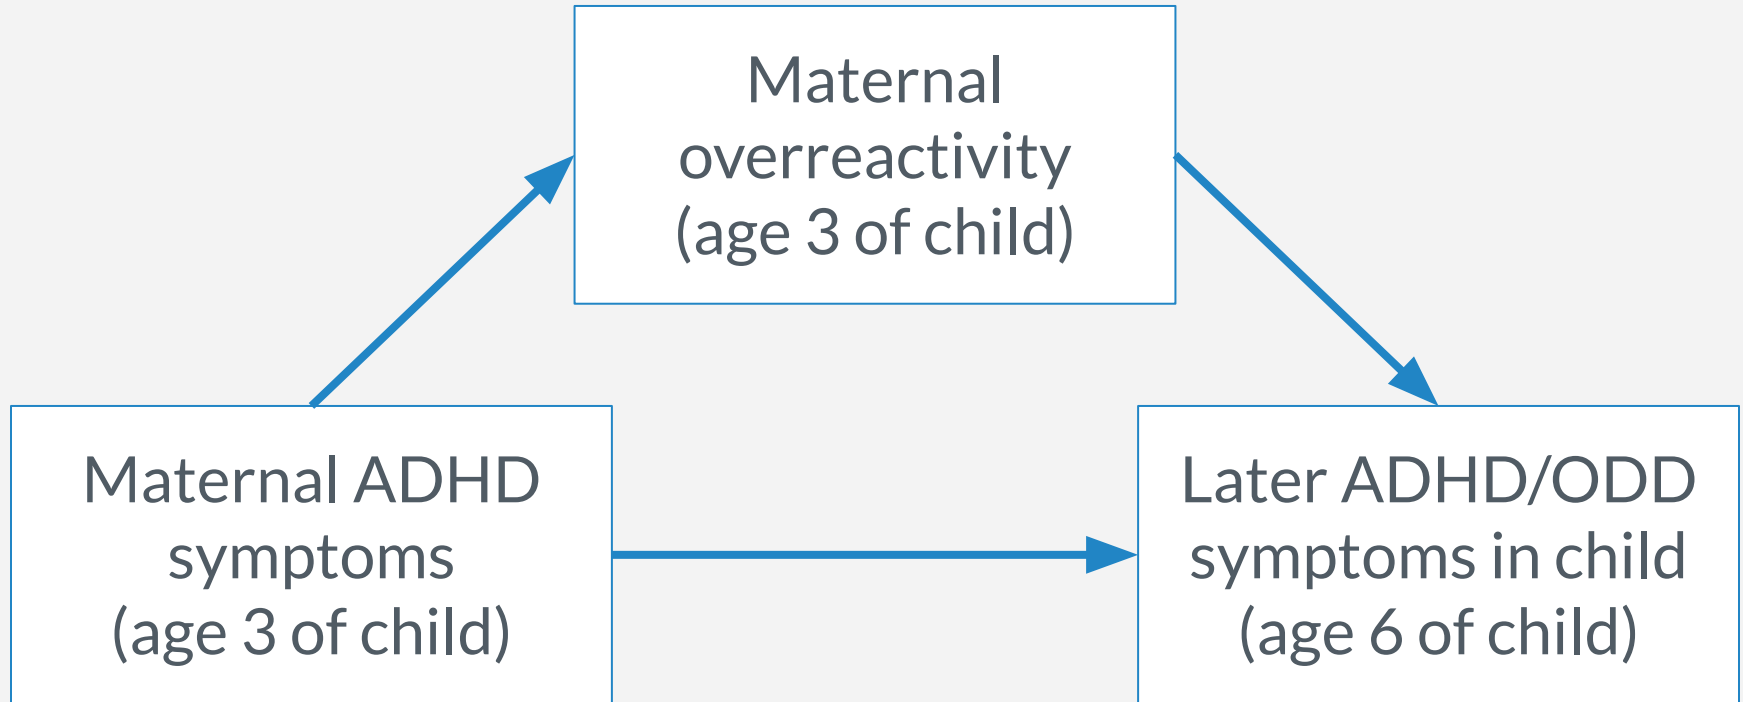 Maternal
overreactivity
(age 3 of child)
Maternal ADHD
symptoms
(age 3 of child)
Later ADHD/ODD
symptoms in child
(age 6 of child)